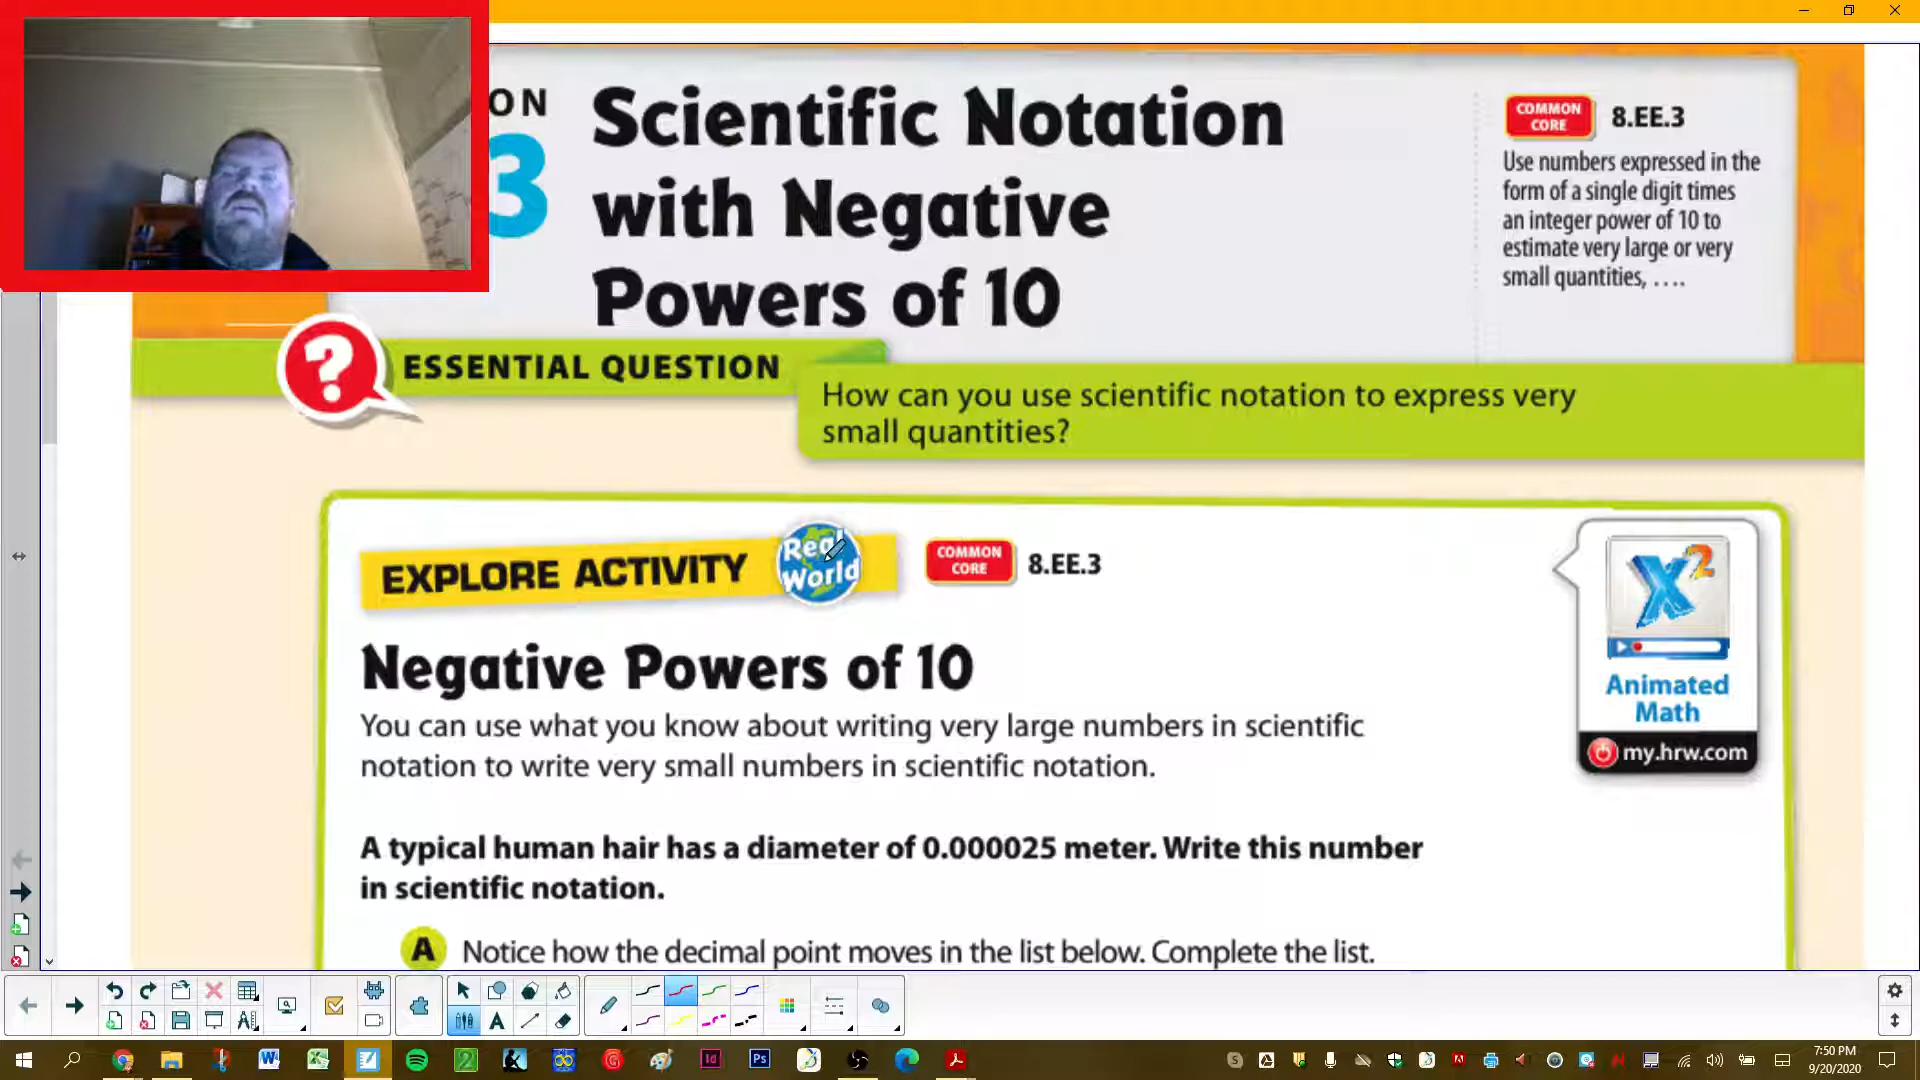 ON
3
Scientific Notation
with Negative
Powers of 10
COMMON
CORE
8.EE.3
Use numbers expressed in the
form of a single digit times
an integer power of 10 to
estimate very large or very
small quantities, ....
?
ESSENTIAL QUESTION
How can you use scientific notation to express very
small quantities?
EXPLORE ACTIVITY
Real
World
COMMON
CORE
8.EE.3
X2
Animated
Math
my.hrw.com
Negative Powers of 10
You can use what you know about writing very large numbers in scientific
notation to write very small numbers in scientific notation.
A typical human hair has a diameter of 0.000025 meter. Write this number
in scientific notation.
A Notice how the decimal point moves in the list below. Complete the list.
7:50 PM
9/20/2020